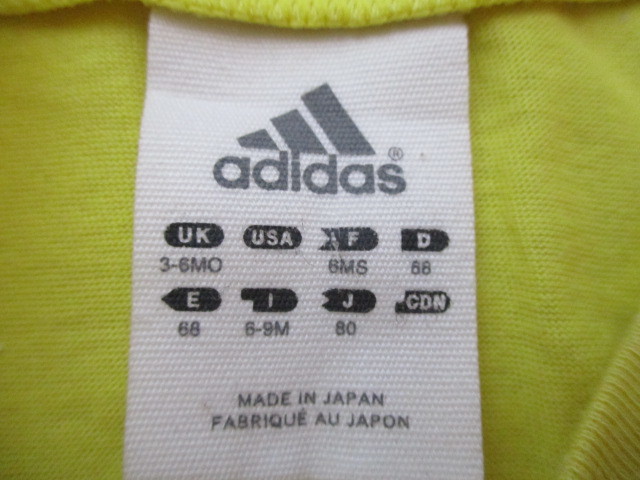 adidas®
UK USA F D
3-6MO 6MS 68
E I J CDN
68 6-9M 80
MADE IN JAPAN
FABRIQUÉ AU JAPON